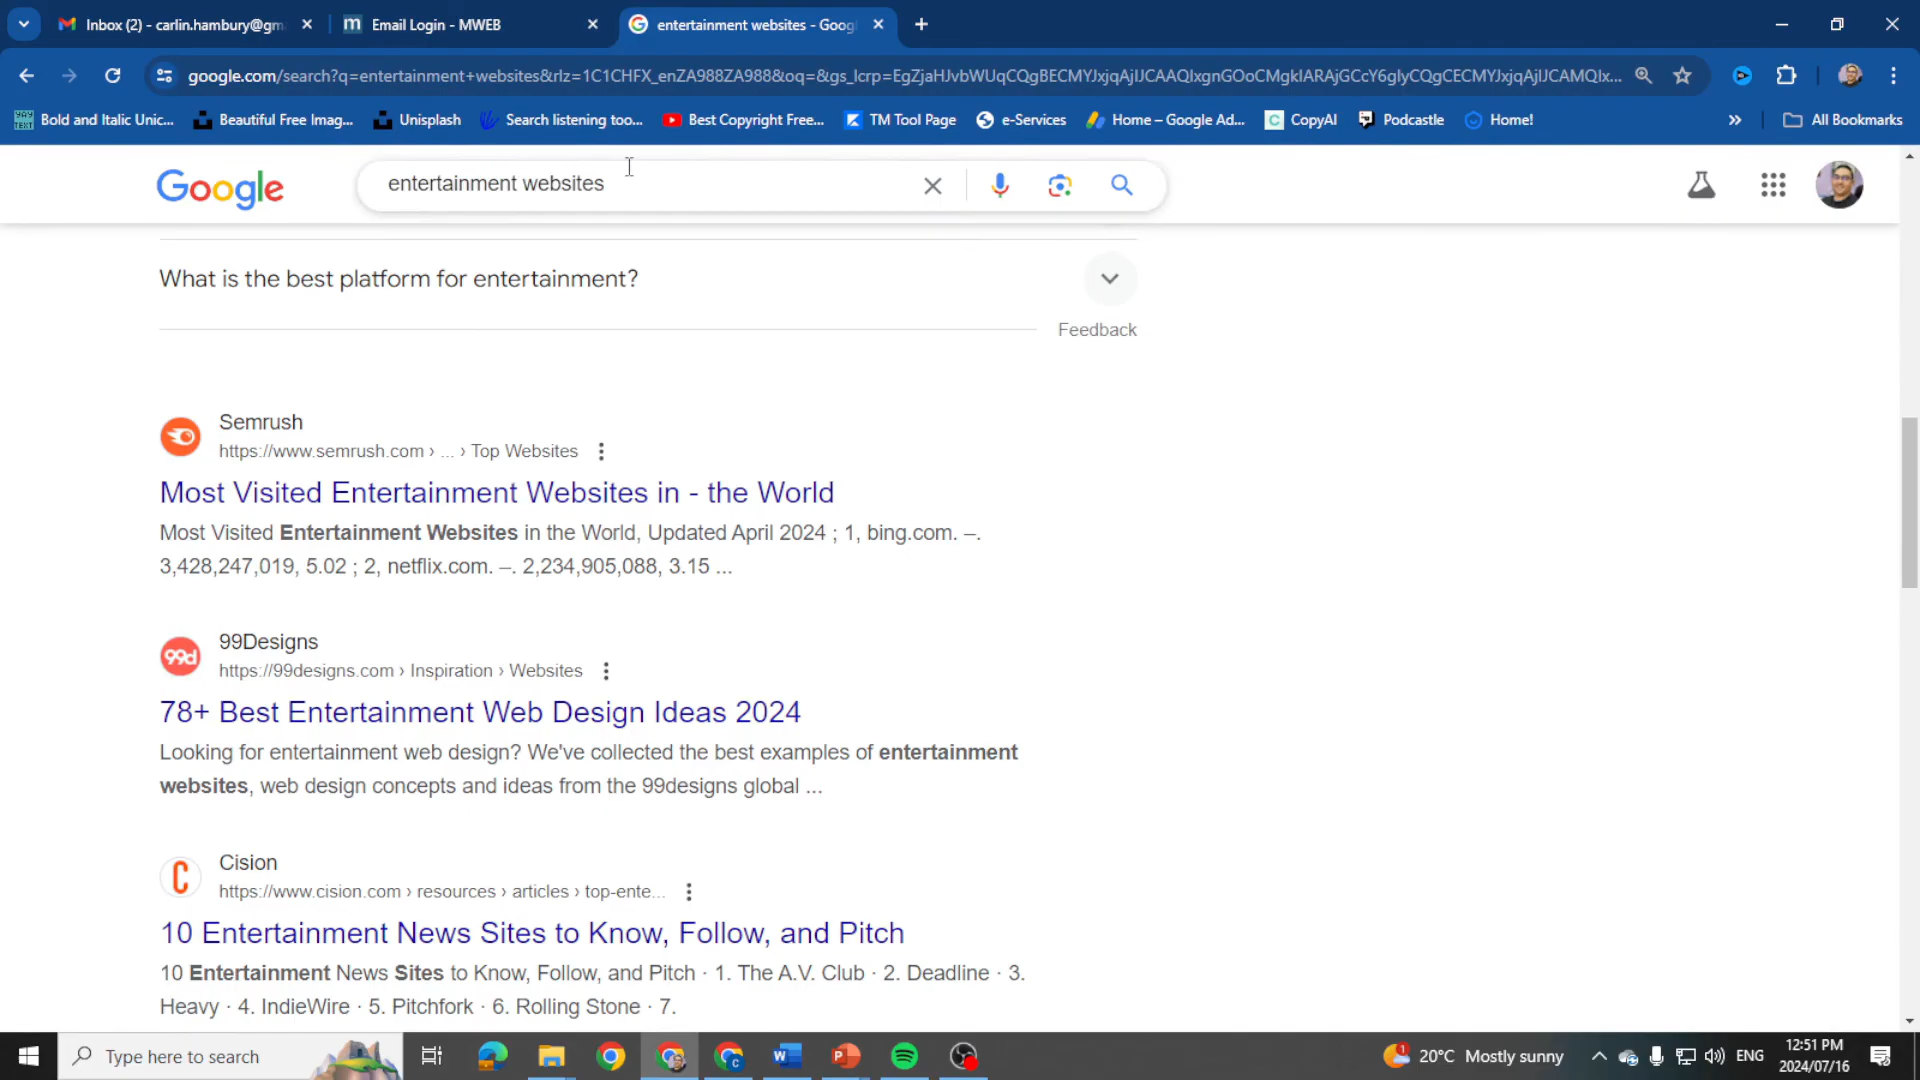 Inbox (2) - carlin.hambury@gm
Email Login - MWEB
entertainment websites - Goog
google.com/search?q=entertainment+websites&rlz=1C1CHFX_enZA988ZA988&oq=&gs_lcrp=EgZjaHJvbWUqCQgBECMYJxjqAjIJCAAQIxgnGOoCMgkIARAjGCcY6gIyCQgCECMYJxjqAjIJCAMQIx...
Bold and Italic Unic...
Beautiful Free Imag...
Unisplash
Search listening too...
Best Copyright Free...
TM Tool Page
e-Services
Home – Google Ad...
CopyAI
Podcastle
Home!
All Bookmarks
Google
entertainment websites
What is the best platform for entertainment?
Feedback
Semrush
https://www.semrush.com › ... › Top Websites
Most Visited Entertainment Websites in - the World
Most Visited Entertainment Websites in the World, Updated April 2024 ; 1, bing.com. –.
3,428,247,019, 5.02 ; 2, netflix.com. –. 2,234,905,088, 3.15 ...
99d
99Designs
https://99designs.com › Inspiration › Websites
78+ Best Entertainment Web Design Ideas 2024
Looking for entertainment web design? We've collected the best examples of entertainment
websites, web design concepts and ideas from the 99designs global ...
Cision
https://www.cision.com › resources › articles › top-ente...
10 Entertainment News Sites to Know, Follow, and Pitch
10 Entertainment News Sites to Know, Follow, and Pitch · 1. The A.V. Club · 2. Deadline · 3.
Heavy · 4. IndieWire · 5. Pitchfork · 6. Rolling Stone · 7.
Type here to search
20°C Mostly sunny
ENG
12:51 PM
2024/07/16